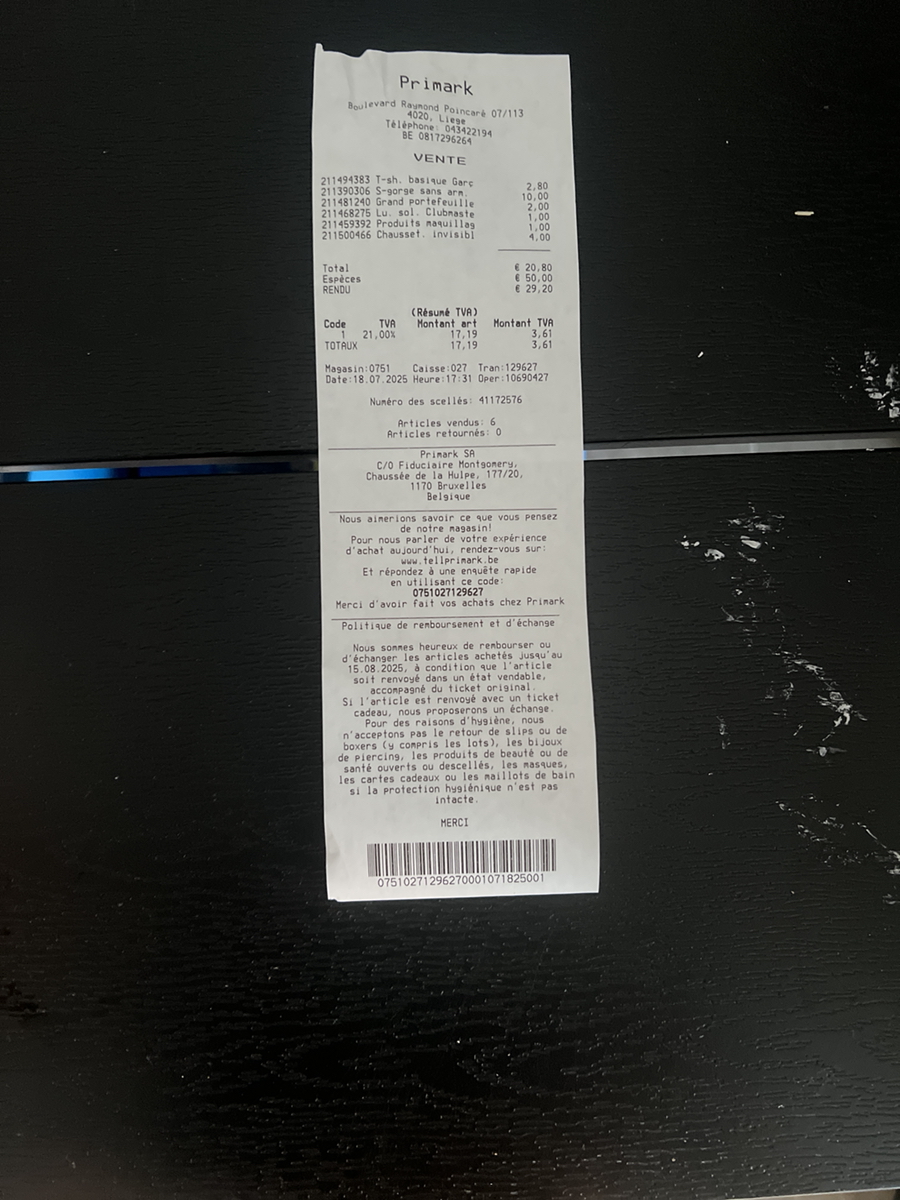 Primark
Boulevard Raymond Poincaré 07/113
4020, Liege
Téléphone: 043422194
BE 0817296264
VENTE
211494383 T-sh. basique Garç 2,80
211390306 S-gorge sans arm. 10,00
211481240 Grand portefeuille 2,00
211468275 Lu. sol. Clubmaste 1,00
211459392 Produits maquillag 1,00
211500466 Chausset. invisibl 4,00
Total € 20,80
Espèces € 50,00
RENDU € 29,20
(Résumé TVA)
Code TVA Montant art Montant TVA
1 21,00% 17,19 3,61
TOTAUX 17,19 3,61
Magasin:0751 Caisse:027 Tran:129627
Date:18.07.2025 Heure:17:31 Oper:10690427
Numéro des scellés: 41172576
Articles vendus: 6
Articles retournés: 0
Primark SA
C/O Fiduciaire Montgomery,
Chaussée de la Hulpe, 177/20,
1170 Bruxelles
Belgique
Nous aimerions savoir ce que vous pensez
de notre magasin!
Pour nous parler de votre expérience
d'achat aujourd'hui, rendez-vous sur:
www.tellprimark.be
Et répondez à une enquête rapide
en utilisant ce code:
0751027129627
Merci d'avoir fait vos achats chez Primark
Politique de remboursement et d'échange
Nous sommes heureux de rembourser ou
d'échanger les articles achetés jusqu'au
15.08.2025, à condition que l'article
soit renvoyé dans un état vendable,
accompagné du ticket original.
Si l'article est renvoyé avec un ticket
cadeau, nous proposerons un échange.
Pour des raisons d'hygiène, nous
n'acceptons pas le retour de slips ou de
boxers (y compris les lots), les bijoux
de piercing, les produits de beauté ou de
santé ouverts ou descellés, les masques,
les cartes cadeaux ou les maillots de bain
si la protection hygiénique n'est pas
intacte.
MERCI
07510271296270001071825001